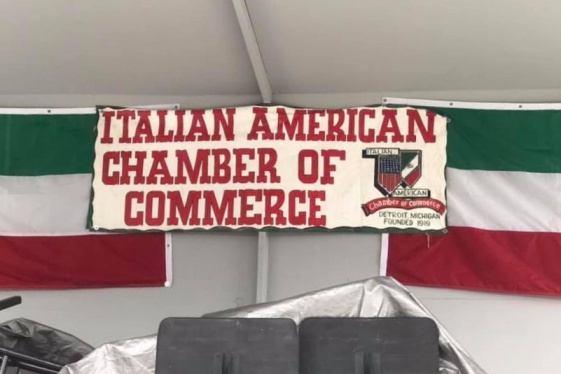 ITALIAN AMERICAN
CHAMBER OF
COMMERCE
ITALIAN
AMERICAN
Chamber of Commerce
DETROIT, MICHIGAN
FOUNDED 1919